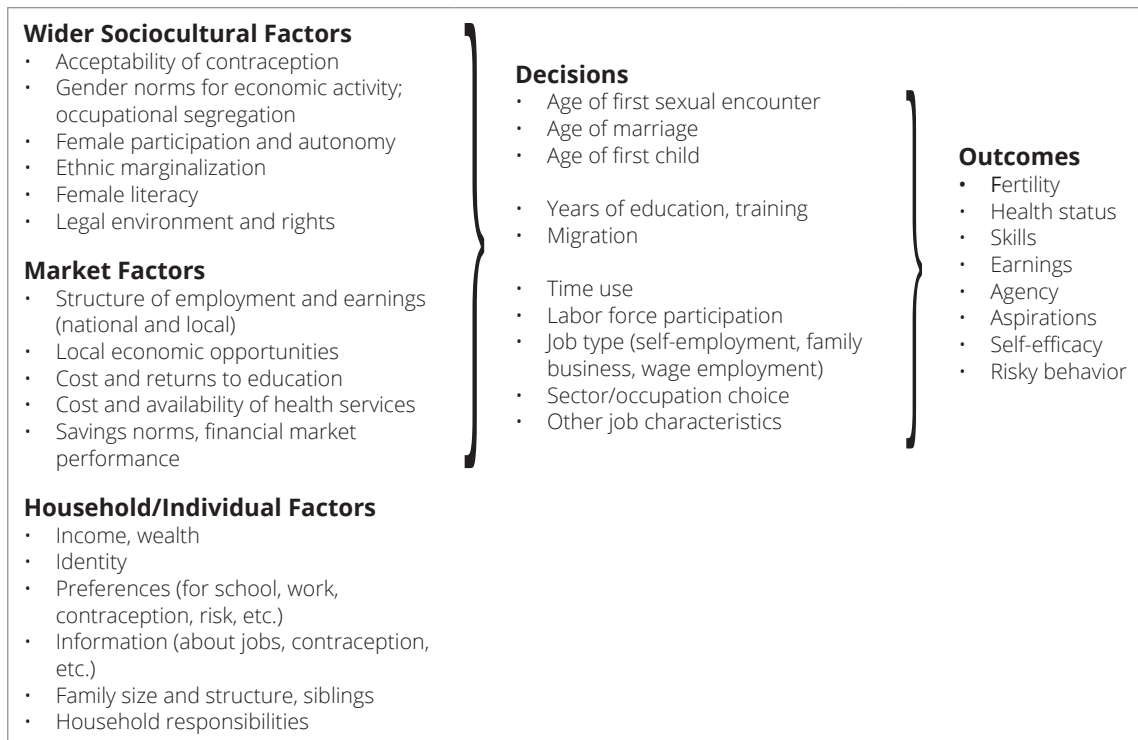 Wider Sociocultural Factors
• Acceptability of contraception
• Gender norms for economic activity;
occupational segregation
• Female participation and autonomy
• Ethnic marginalization
• Female literacy
• Legal environment and rights
Market Factors
• Structure of employment and earnings
(national and local)
• Local economic opportunities
• Cost and returns to education
• Cost and availability of health services
• Savings norms, financial market
performance
Household/Individual Factors
• Income, wealth
• Identity
• Preferences (for school, work,
contraception, risk, etc.)
• Information (about jobs, contraception,
etc.)
• Family size and structure, siblings
• Household responsibilities
Decisions
• Age of first sexual encounter
• Age of marriage
• Age of first child
• Years of education, training
• Migration
• Time use
• Labor force participation
• Job type (self-employment, family
business, wage employment)
• Sector/occupation choice
• Other job characteristics
Outcomes
• Fertility
• Health status
• Skills
• Earnings
• Agency
• Aspirations
• Self-efficacy
• Risky behavior